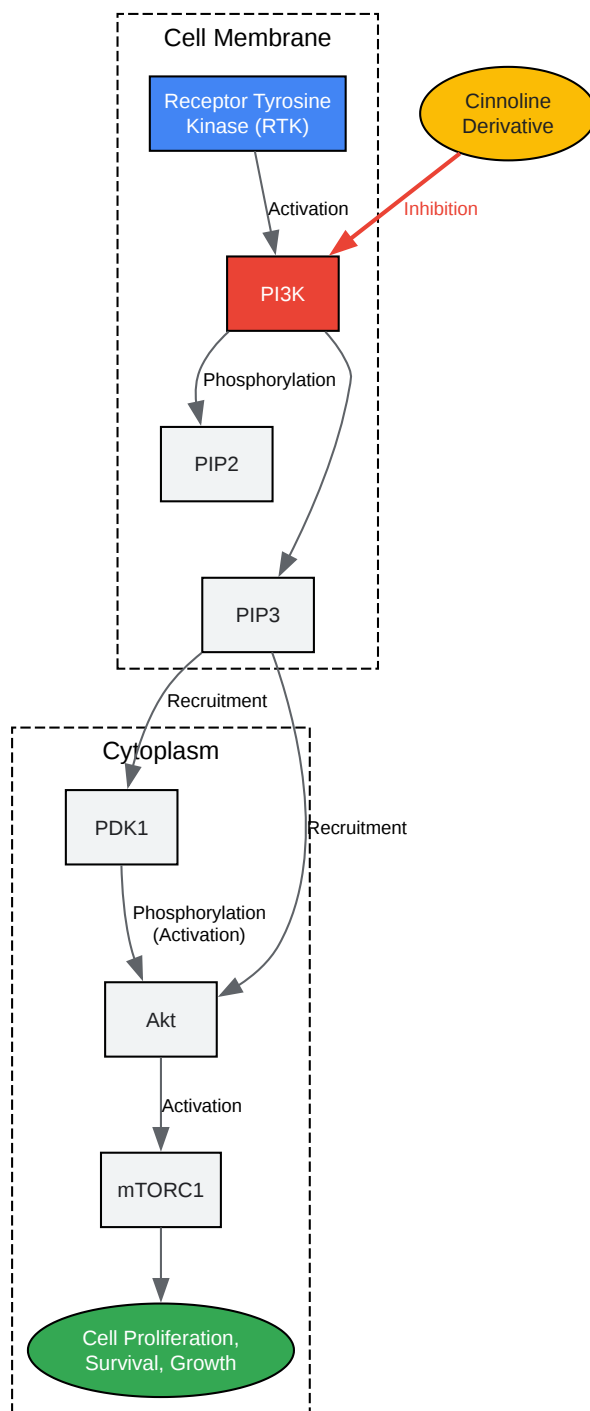 Cell Membrane
Receptor Tyrosine
Kinase (RTK)
Cinnoline
Derivative
Activation
Inhibition
PI3K
Phosphorylation
PIP2
PIP3
Recruitment
Cytoplasm
PDK1
Recruitment
Phosphorylation
(Activation)
Akt
Activation
mTORC1
Cell Proliferation,
Survival, Growth